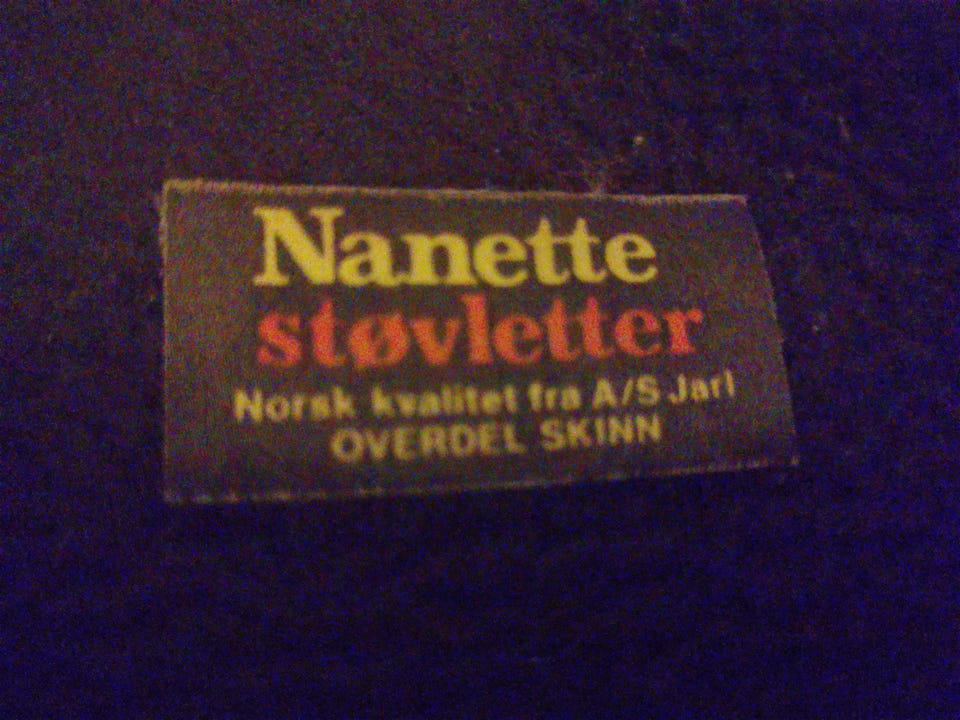 Nanette
støvletter
Norsk kvalitet fra A/S Jarl
OVERDEL SKINN